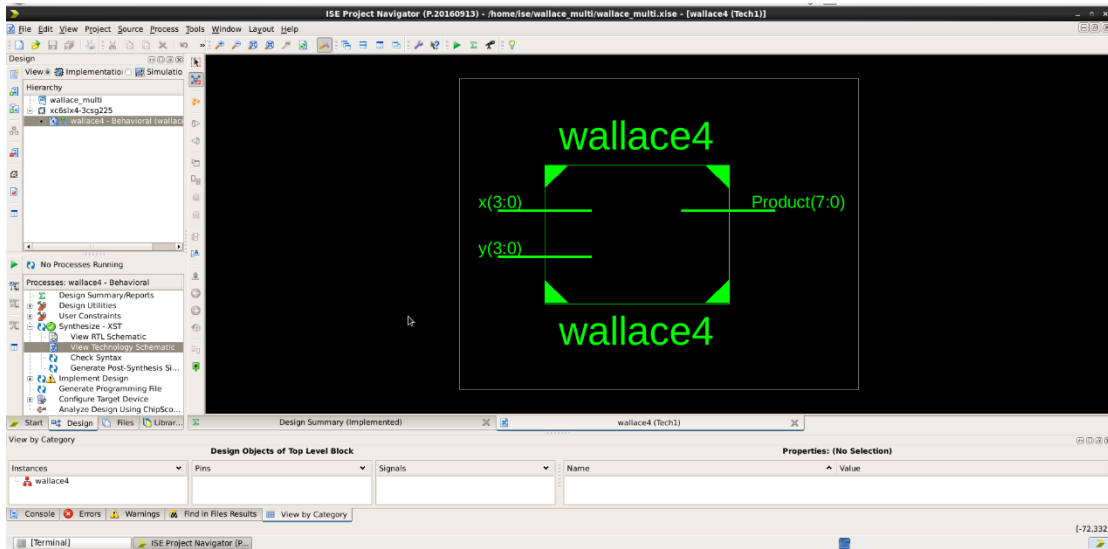 ISE Project Navigator (P.20160913) - /home/ise/wallace_multi/wallace_multi.xise - [wallace4 (Tech1)]
File Edit View Project Source Process Tools Window Layout Help
Design
View: Implementatio Simulatio
Hierarchy
wallace_multi
xc6slx4-3csg225
wallace4 - Behavioral (wallac
No Processes Running
Processes: wallace4 - Behavioral
Design Summary/Reports
Design Utilities
User Constraints
Synthesize - XST
View RTL Schematic
View Technology Schematic
Check Syntax
Generate Post-Synthesis Si...
Implement Design
Generate Programming File
Configure Target Device
Analyze Design Using ChipSco...
wallace4
x(3:0)
Product(7:0)
y(3:0)
wallace4
Start Design Files Librar...
Design Summary (Implemented)
wallace4 (Tech1)
View by Category
Design Objects of Top Level Block
Properties: (No Selection)
Instances Pins Signals Name Value
wallace4
Console Errors Warnings Find in Files Results View by Category
[-72,332
[Terminal] ISE Project Navigator (P...